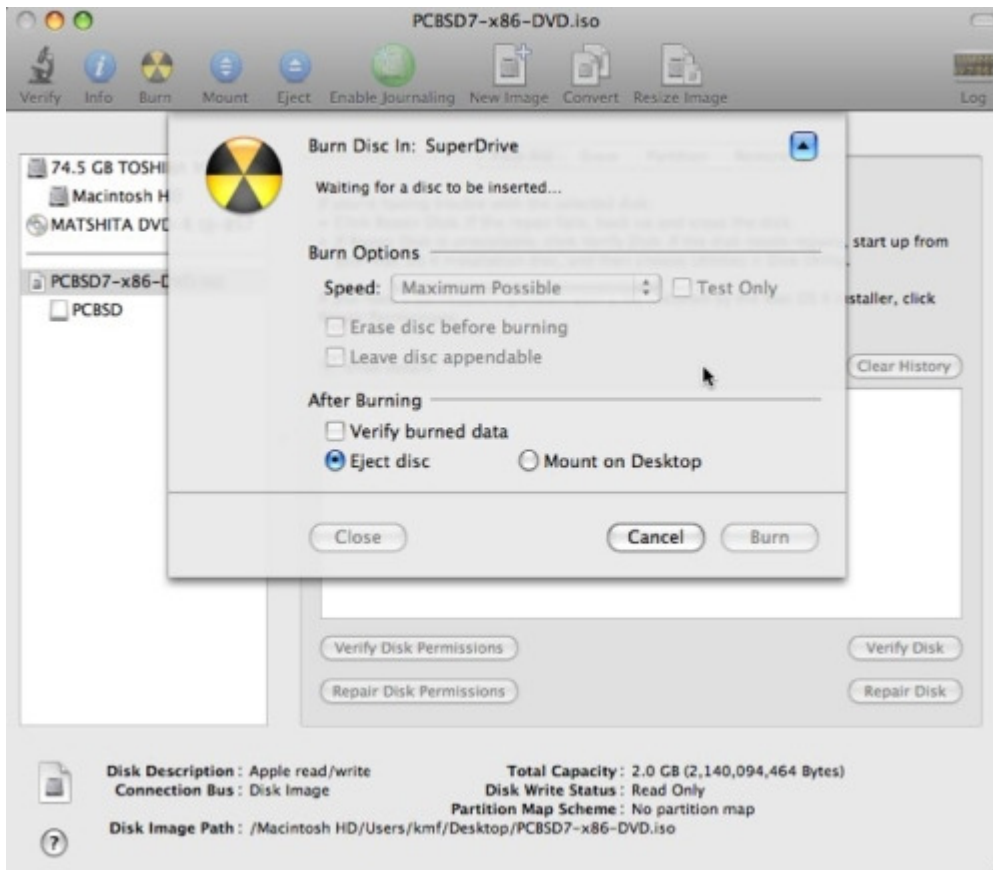 PCBSD7-x86-DVD.iso
Verify Info Burn Mount Eject Enable Journaling New Image Convert Resize Image Log
74.5 GB TOSHI
Macintosh H
MATSHITA DVD
PCBSD7-x86-D
PCBSD
Burn Disc In: SuperDrive
Waiting for a disc to be inserted...
Burn Options
Speed: Maximum Possible Test Only
Erase disc before burning
Leave disc appendable
After Burning
Verify burned data
Eject disc Mount on Desktop
Close Cancel Burn
start up from
staller, click
Clear History
Verify Disk Permissions Verify Disk
Repair Disk Permissions Repair Disk
Disk Description : Apple read/write Total Capacity : 2.0 GB (2,140,094,464 Bytes)
Connection Bus : Disk Image Disk Write Status : Read Only
Partition Map Scheme : No partition map
Disk Image Path : /Macintosh HD/Users/kmf/Desktop/PCBSD7-x86-DVD.iso
?